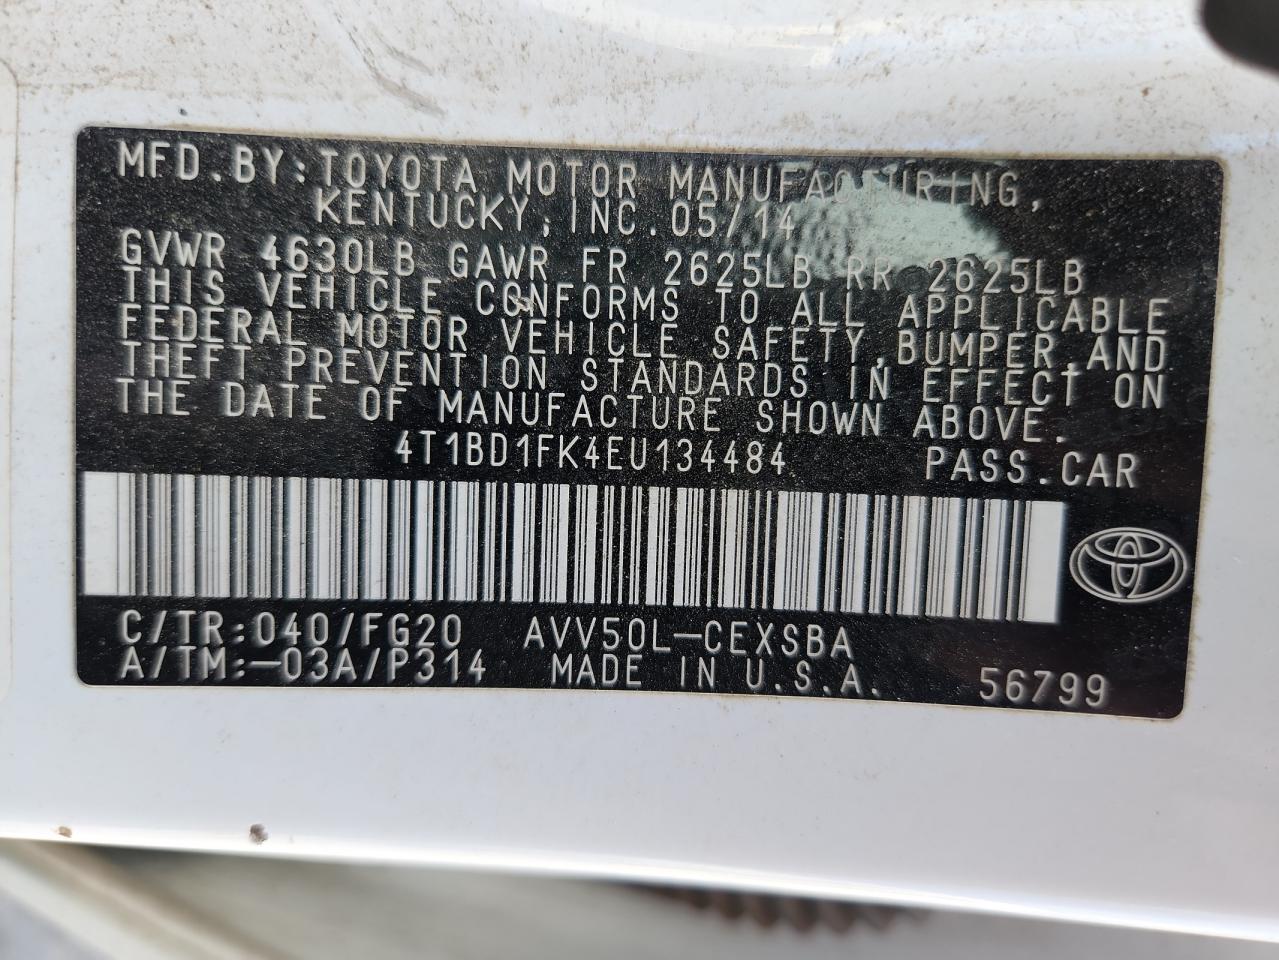 MFD.BY:TOYOTA MOTOR MANUFACTURING,
KENTUCKY,INC.05/14
GVWR 4630LB GAWR FR 2625LB RR 2625LB
THIS VEHICLE CONFORMS TO ALL APPLICABLE
FEDERAL MOTOR VEHICLE SAFETY,BUMPER,AND
THEFT PREVENTION STANDARDS IN EFFECT ON
THE DATE OF MANUFACTURE SHOWN ABOVE.
4T1BD1FK4EU134484 PASS.CAR
C/TR:040/FG20 AVV50L-CEXSBA
A/TM:-03A/P314 MADE IN U.S.A. 56799